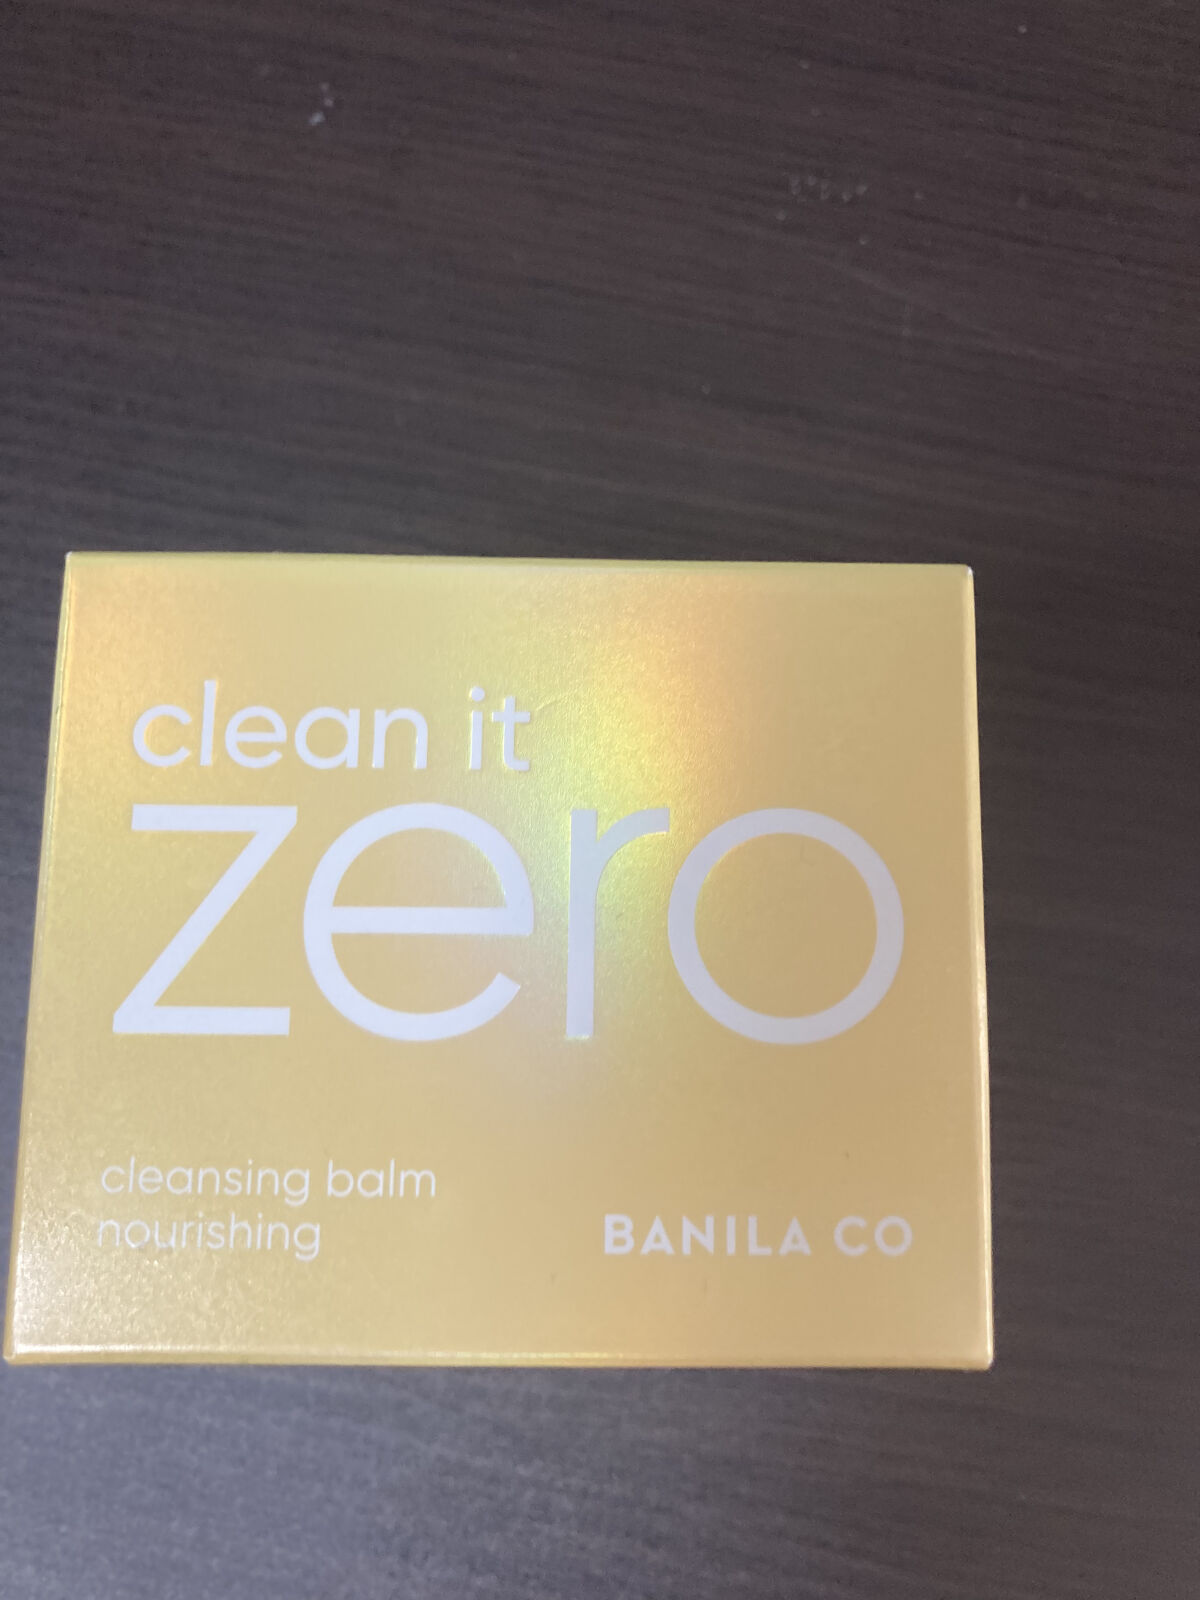 clean it
zero
cleansing balm
nourishing
BANILA CO